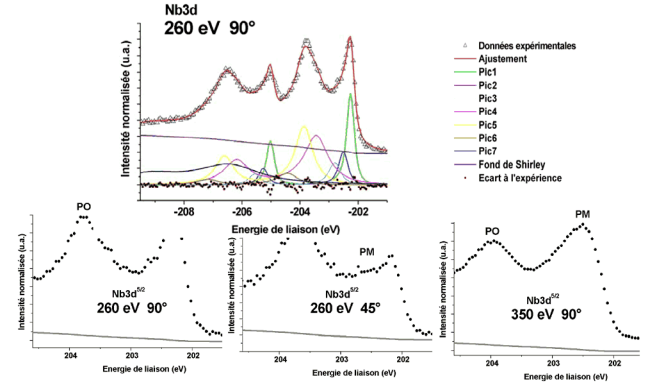 Nb3d
260 eV 90°
Intensité normalisée (u.a.)
-208
-206
-204
-202
Energie de liaison (eV)
Données expérimentales
Ajustement
Pic1
Pic2
Pic3
Pic4
Pic5
Pic6
Pic7
Fond de Shirley
Ecart à l'expérience
PO
Intensité normalisée (u.a.)
Nb3d5/2
260 eV 90°
204
203
202
Energie de liaison (eV)
PM
Intensité normalisée (u.a.)
Nb3d5/2
260 eV 45°
204
203
202
Energie de liaison (eV)
PO
PM
Intensité normalisée (u.a.)
Nb3d5/2
350 eV 90°
204
203
202
Energie de liaison (eV)